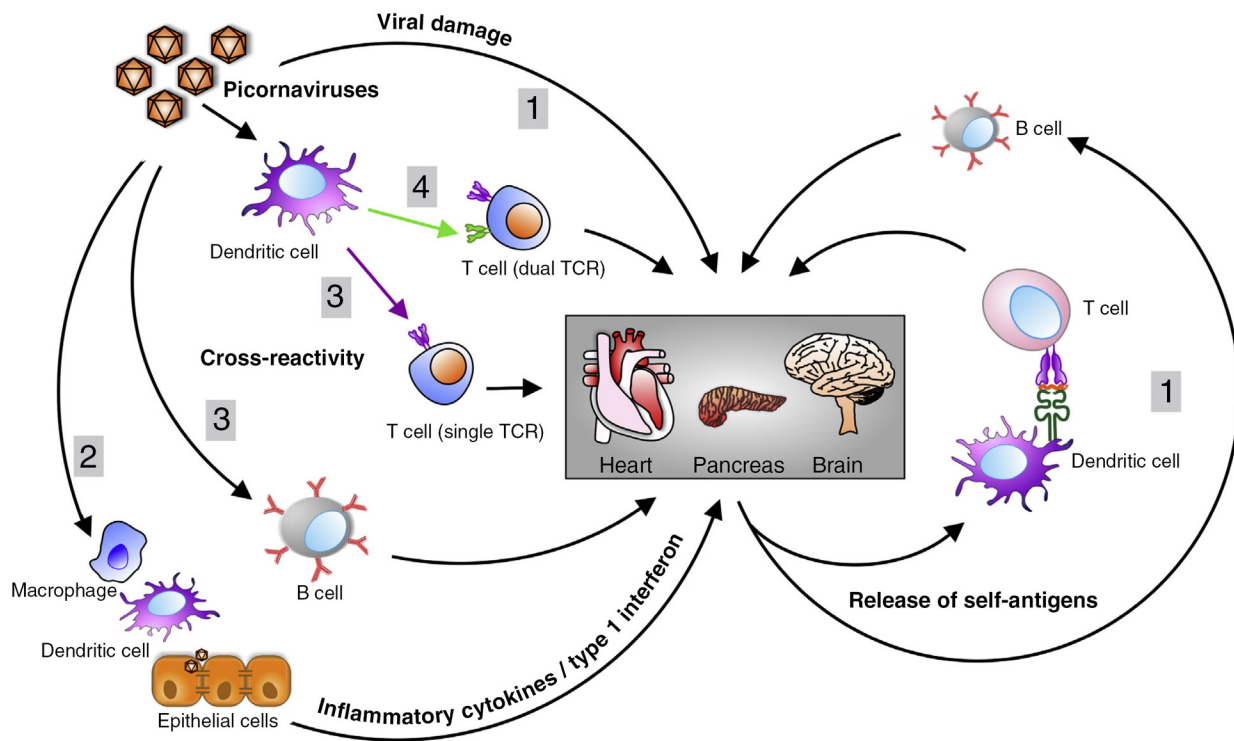 Viral damage
Picornaviruses
1
B cell
4
Dendritic cell
T cell (dual TCR)
3
T cell
Cross-reactivity
1
3
T cell (single TCR)
2
Heart
Pancreas
Brain
Dendritic cell
Macrophage
B cell
Release of self-antigens
Dendritic cell
Inflammatory cytokines / type 1 interferon
Epithelial cells